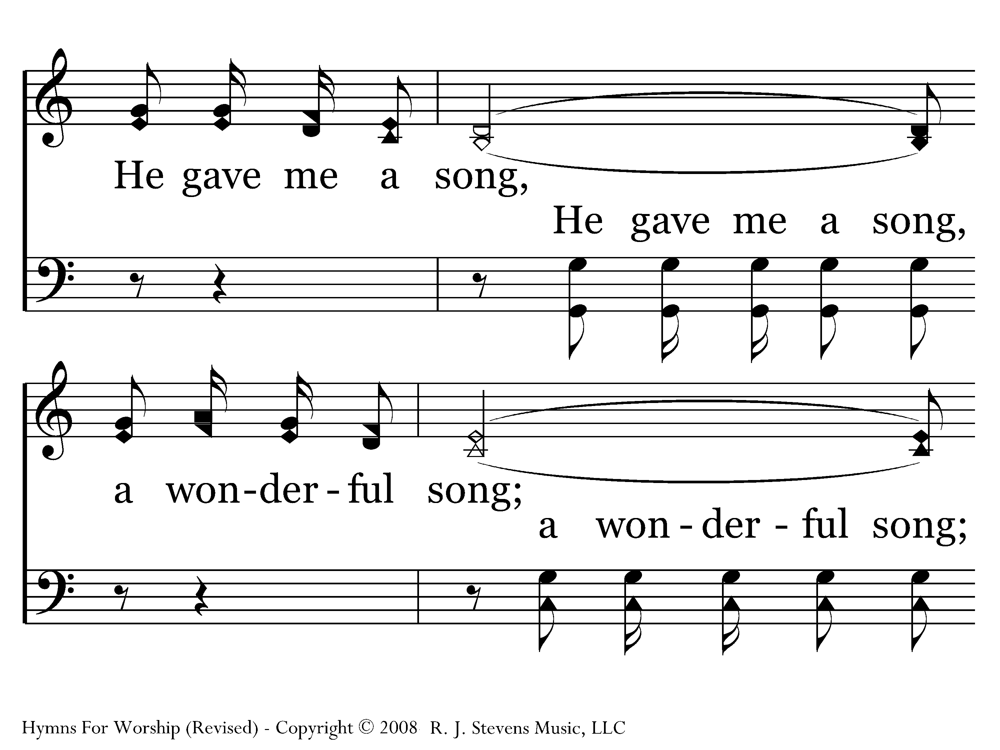 He gave me a song,
He gave me a song,
a won-der-ful song;
a won-der-ful song;
Hymns For Worship (Revised) - Copyright © 2008 R. J. Stevens Music, LLC